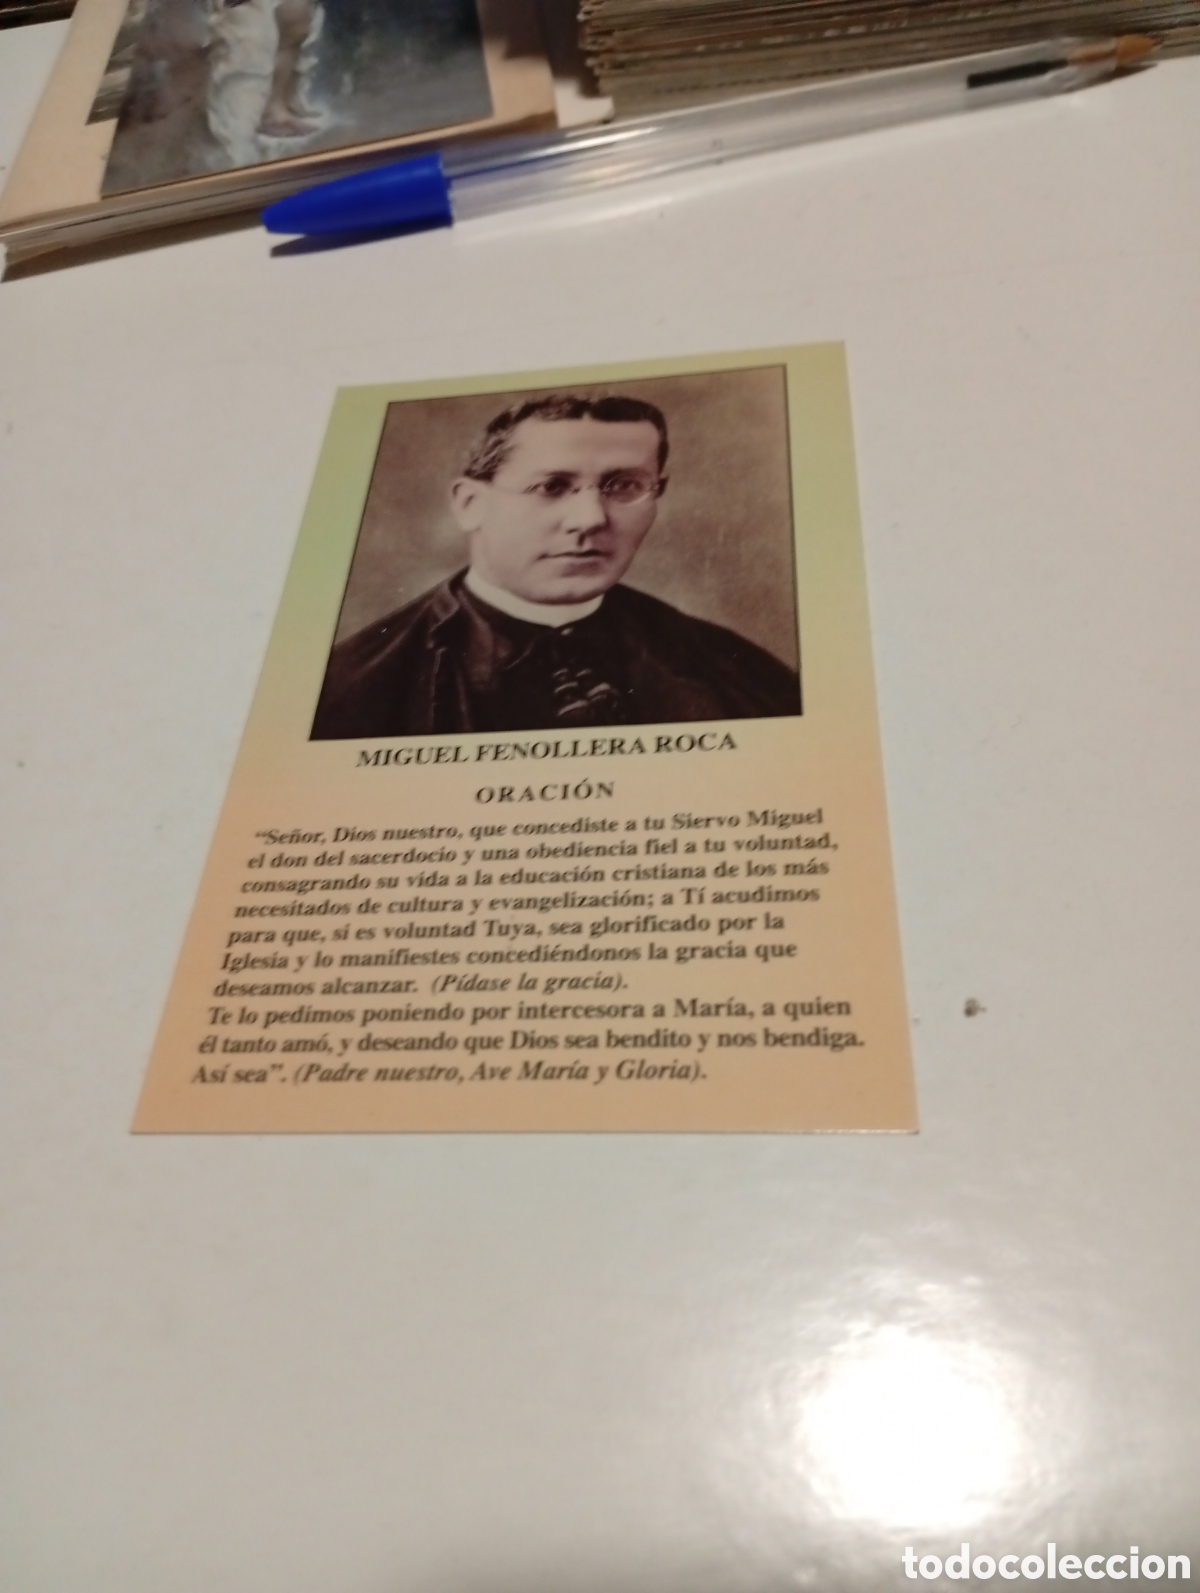 MIGUEL FENOLLERA ROCA
ORACIÓN
“Señor, Dios nuestro, que concediste a tu Siervo Miguel
el don del sacerdocio y una obediencia fiel a tu voluntad,
consagrando su vida a la educación cristiana de los más
necesitados de cultura y evangelización; a Tí acudimos
para que, si es voluntad Tuya, sea glorificado por la
Iglesia y lo manifiestes concediéndonos la gracia que
deseamos alcanzar. (Pídase la gracia).
Te lo pedimos poniendo por intercesora a María, a quien
él tanto amó, y deseando que Dios sea bendito y nos bendiga.
Así sea”. (Padre nuestro, Ave María y Gloria).
todocoleccion